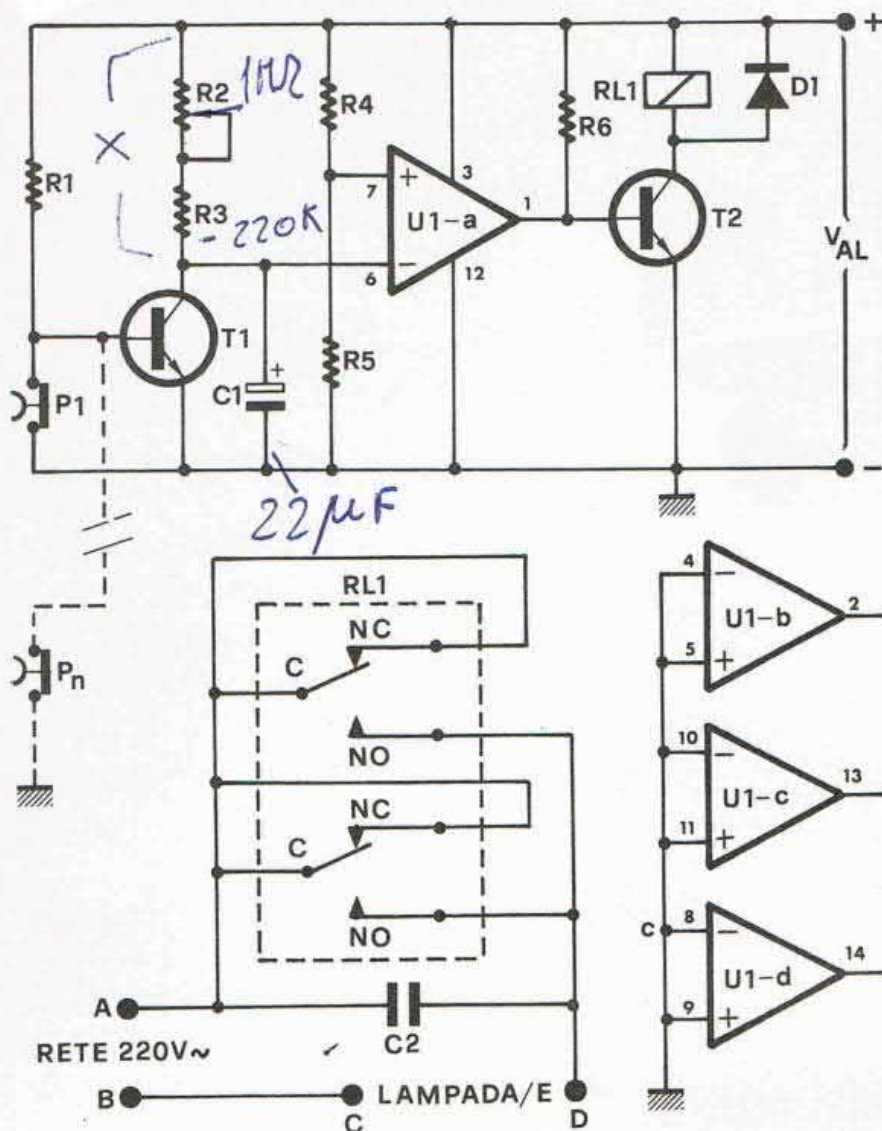 +
R2
1MΩ
R4
RL1
D1
X
R6
R1
7
+
3
U1-a
1
R3
- 220K
T2
VAL
6
-
12
T1
R5
C1
+
P1
-
22µF
RL1
4
-
2
NC
U1-b
C
5
+
Pn
NO
10
-
13
NC
U1-c
C
11
+
NO
8
-
14
C
U1-d
A
9
+
C2
RETE 220V~
B
LAMPADA/E
C
D